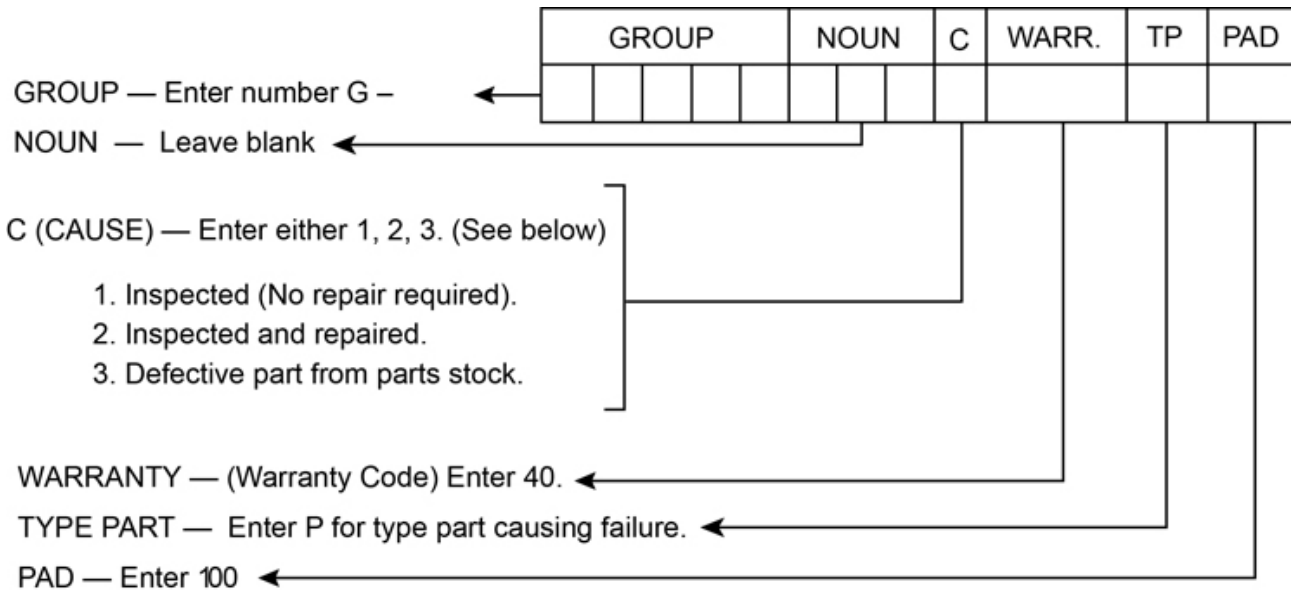 GROUP NOUN C WARR. TP PAD
GROUP — Enter number G –
NOUN — Leave blank
C (CAUSE) — Enter either 1, 2, 3. (See below)
1. Inspected (No repair required).
2. Inspected and repaired.
3. Defective part from parts stock.
WARRANTY — (Warranty Code) Enter 40.
TYPE PART — Enter P for type part causing failure.
PAD — Enter 100